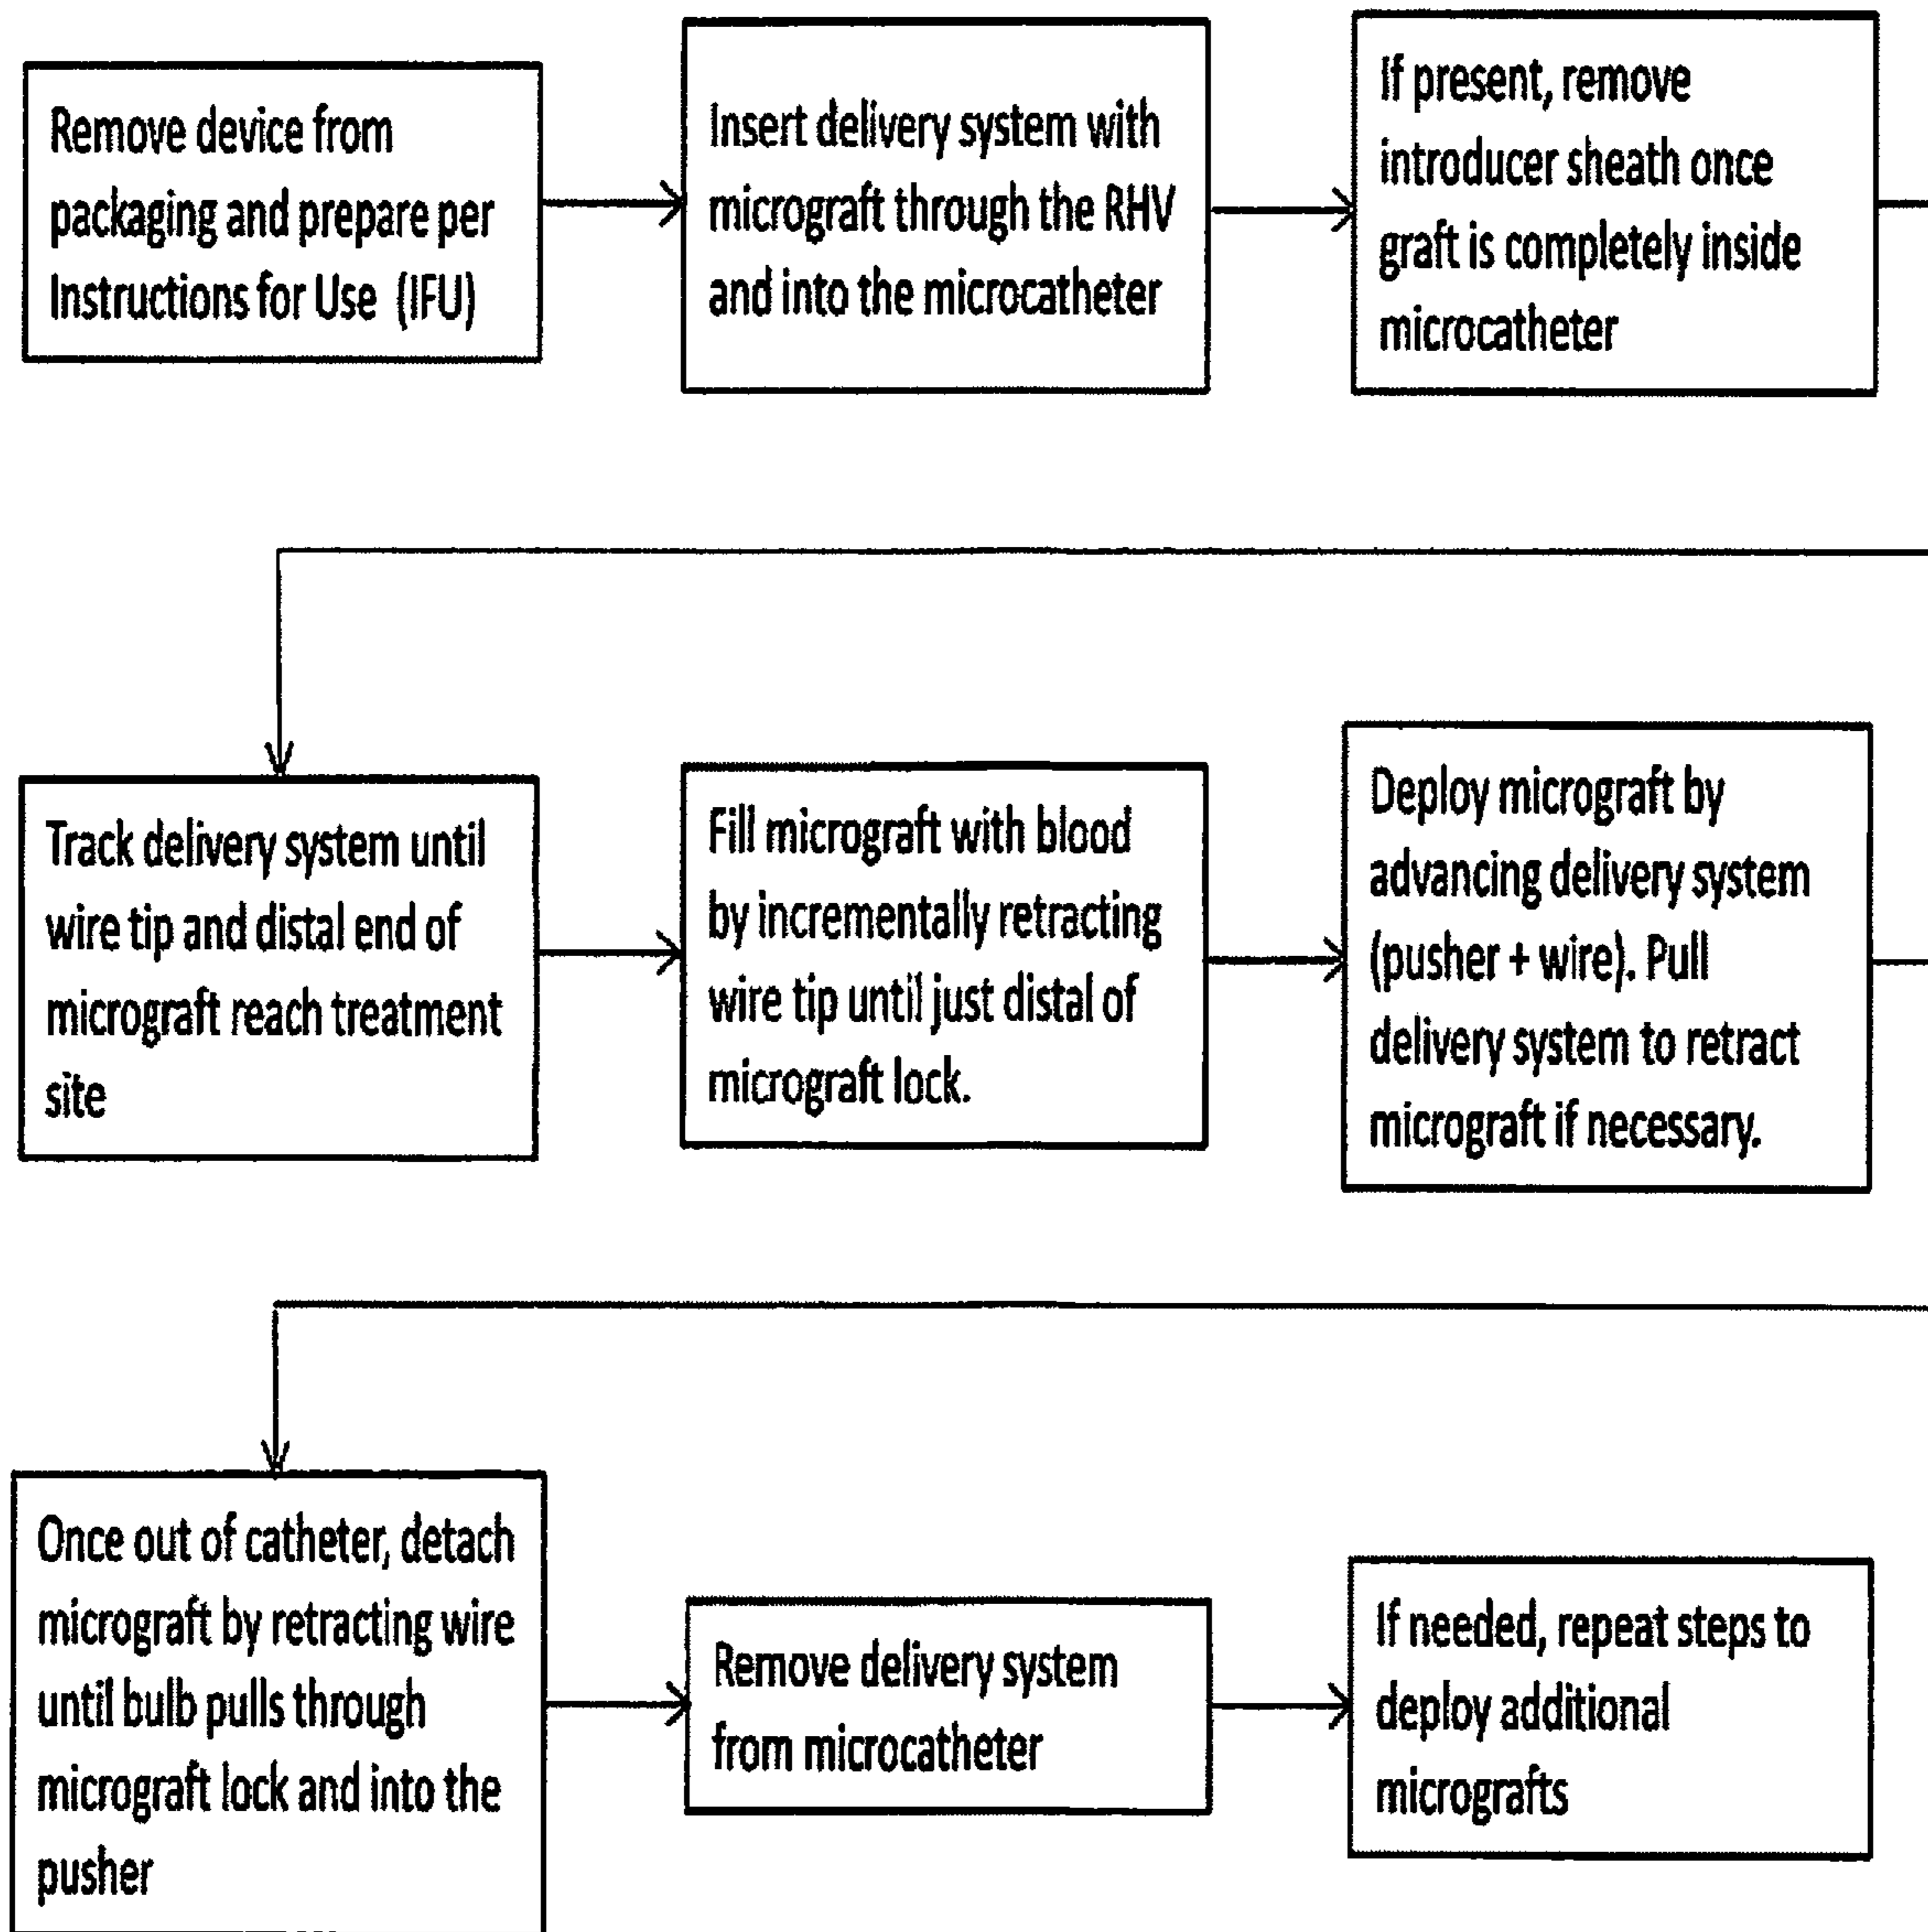 Remove device from
packaging and prepare per
Instructions for Use (IFU)
Insert delivery system with
micrograft through the RHV
and into the microcatheter
If present, remove
introducer sheath once
graft is completely inside
microcatheter
Track delivery system until
wire tip and distal end of
micrograft reach treatment
site
Fill micrograft with blood
by incrementally retracting
wire tip until just distal of
micrograft lock.
Deploy micrograft by
advancing delivery system
(pusher + wire). Pull
delivery system to retract
micrograft if necessary.
Once out of catheter, detach
micrograft by retracting wire
until bulb pulls through
micrograft lock and into the
pusher
Remove delivery system
from microcatheter
If needed, repeat steps to
deploy additional
micrografts